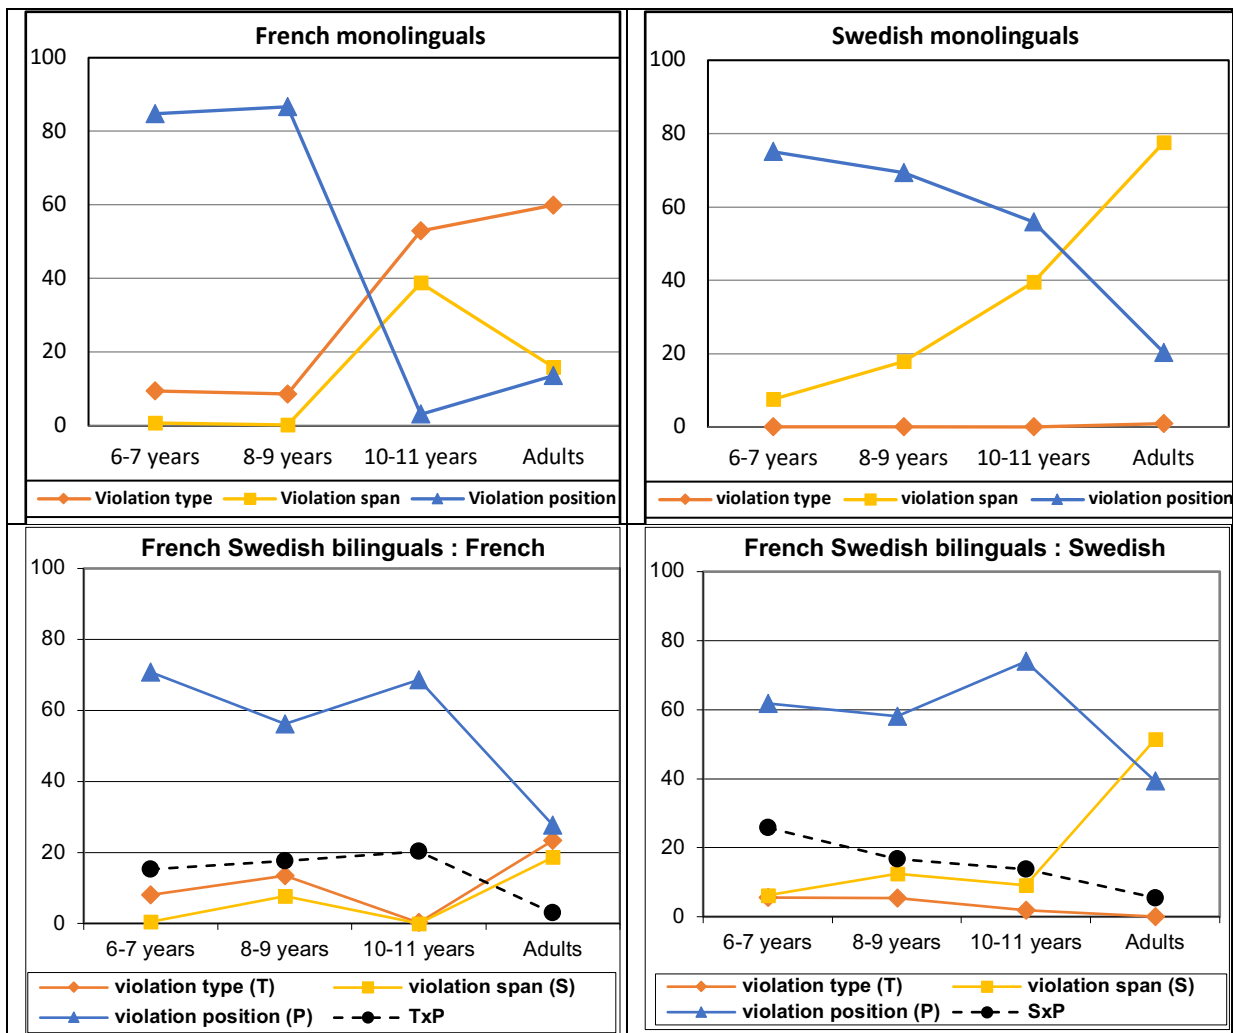 French monolinguals
100
80
60
40
20
0
6-7 years 8-9 years 10-11 years Adults
Violation type Violation span Violation position
Swedish monolinguals
100
80
60
40
20
0
6-7 years 8-9 years 10-11 years Adults
violation type violation span violation position
French Swedish bilinguals : French
100
80
60
40
20
0
6-7 years 8-9 years 10-11 years Adults
violation type (T) violation span (S)
violation position (P) TxP
French Swedish bilinguals : Swedish
100
80
60
40
20
0
6-7 years 8-9 years 10-11 years Adults
violation type (T) violation span (S)
violation position (P) SxP